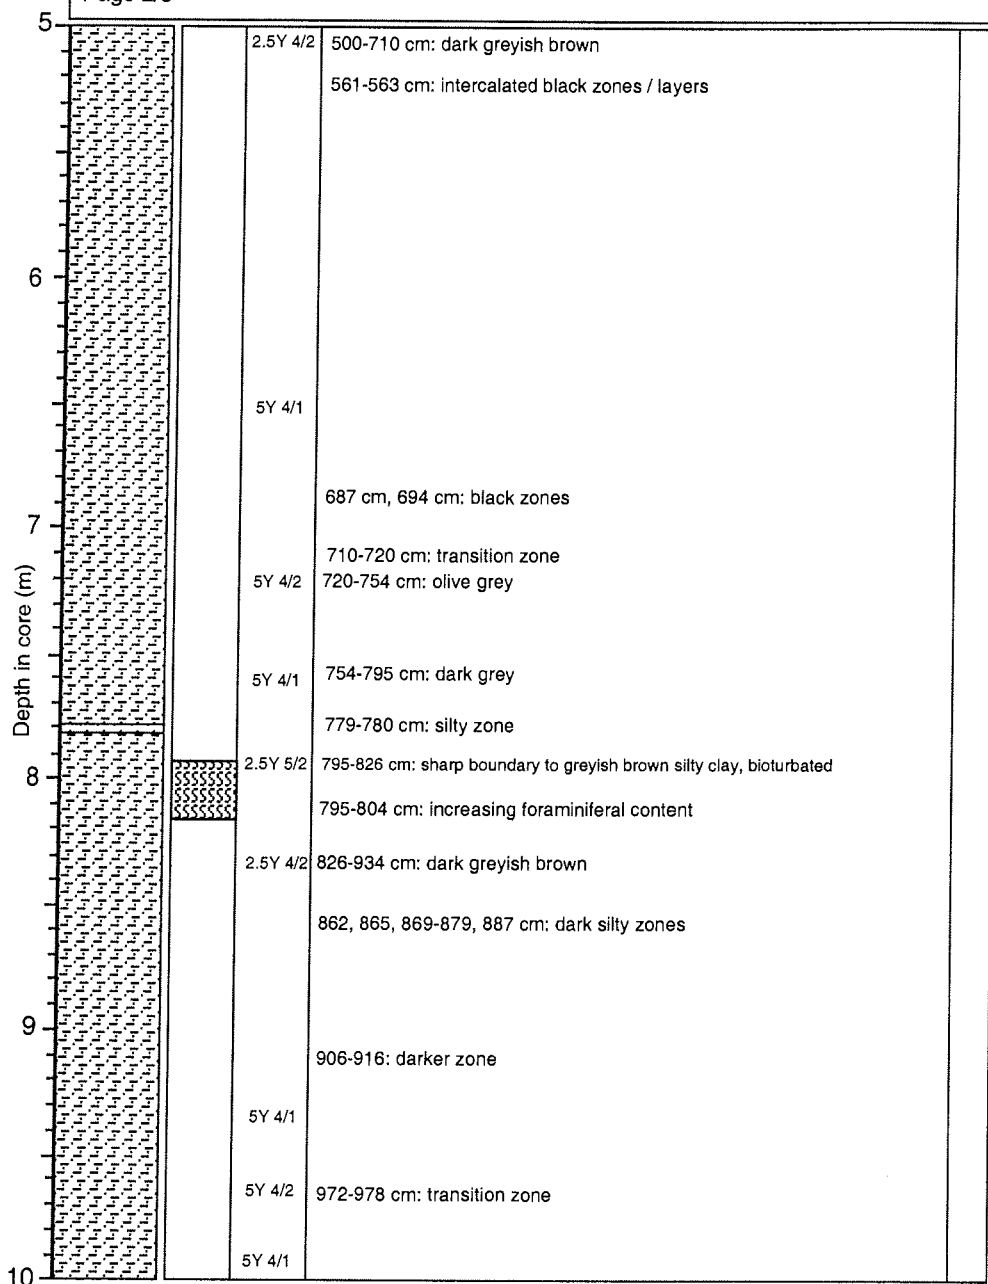 5
2.5Y 4/2 500-710 cm: dark greyish brown
561-563 cm: intercalated black zones / layers
6
5Y 4/1
687 cm, 694 cm: black zones
7
710-720 cm: transition zone
5Y 4/2 720-754 cm: olive grey
Depth in core (m)
5Y 4/1 754-795 cm: dark grey
779-780 cm: silty zone
8
2.5Y 5/2 795-826 cm: sharp boundary to greyish brown silty clay, bioturbated
795-804 cm: increasing foraminiferal content
2.5Y 4/2 826-934 cm: dark greyish brown
862, 865, 869-879, 887 cm: dark silty zones
9
906-916: darker zone
5Y 4/1
5Y 4/2 972-978 cm: transition zone
5Y 4/1
10